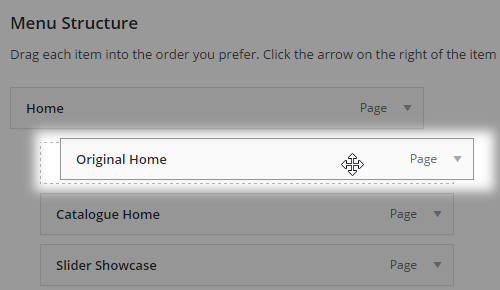 Menu Structure
Drag each item into the order you prefer. Click the arrow on the right of the item
Home Page
Original Home Page
Catalogue Home Page
Slider Showcase Page